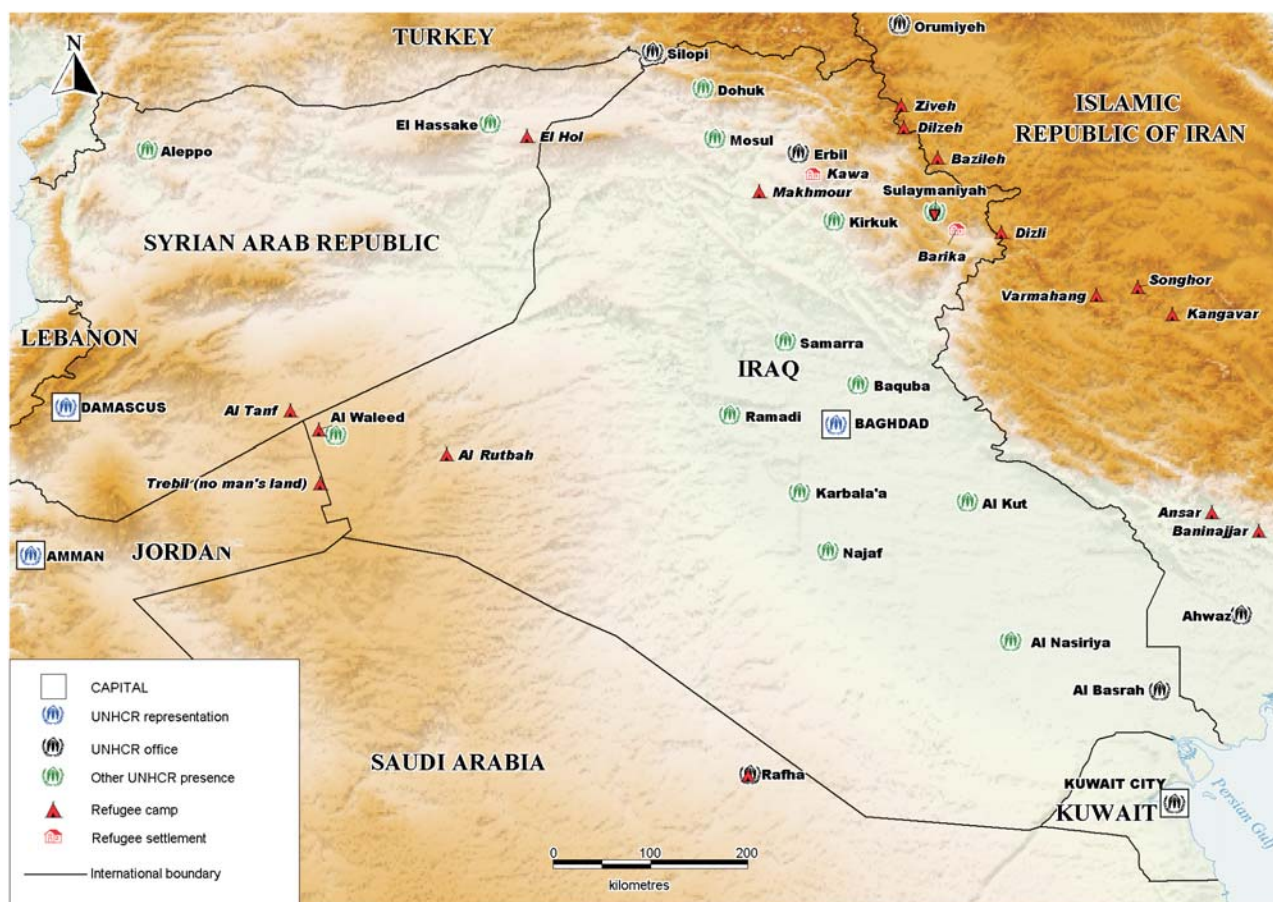 N
TURKEY
Silopi
Orumiyeh
Dohuk
Ziveh
ISLAMIC
REPUBLIC OF IRAN
El Hassake
El Hol
Dilzeh
Aleppo
Mosul
Erbil
Bazileh
Kawa
Makhmour
Sulaymaniyah
Kirkuk
SYRIAN ARAB REPUBLIC
Dizli
Barika
Songhor
Varmahang
Kangavar
LEBANON
Samarra
IRAQ
Baquba
DAMASCUS
Al Tanf
Al Waleed
Ramadi
BAGHDAD
Al Rutbah
Trebil (no man's land)
Karbala'a
Al Kut
Ansar
Baninajjar
AMMAN
JORDAN
Najaf
Ahwaz
Al Nasiriya
Al Basrah
SAUDI ARABIA
Rafha
KUWAIT CITY
KUWAIT
Persian Gulf
CAPITAL
UNHCR representation
UNHCR office
Other UNHCR presence
Refugee camp
Refugee settlement
International boundary
0 100 200
kilometres